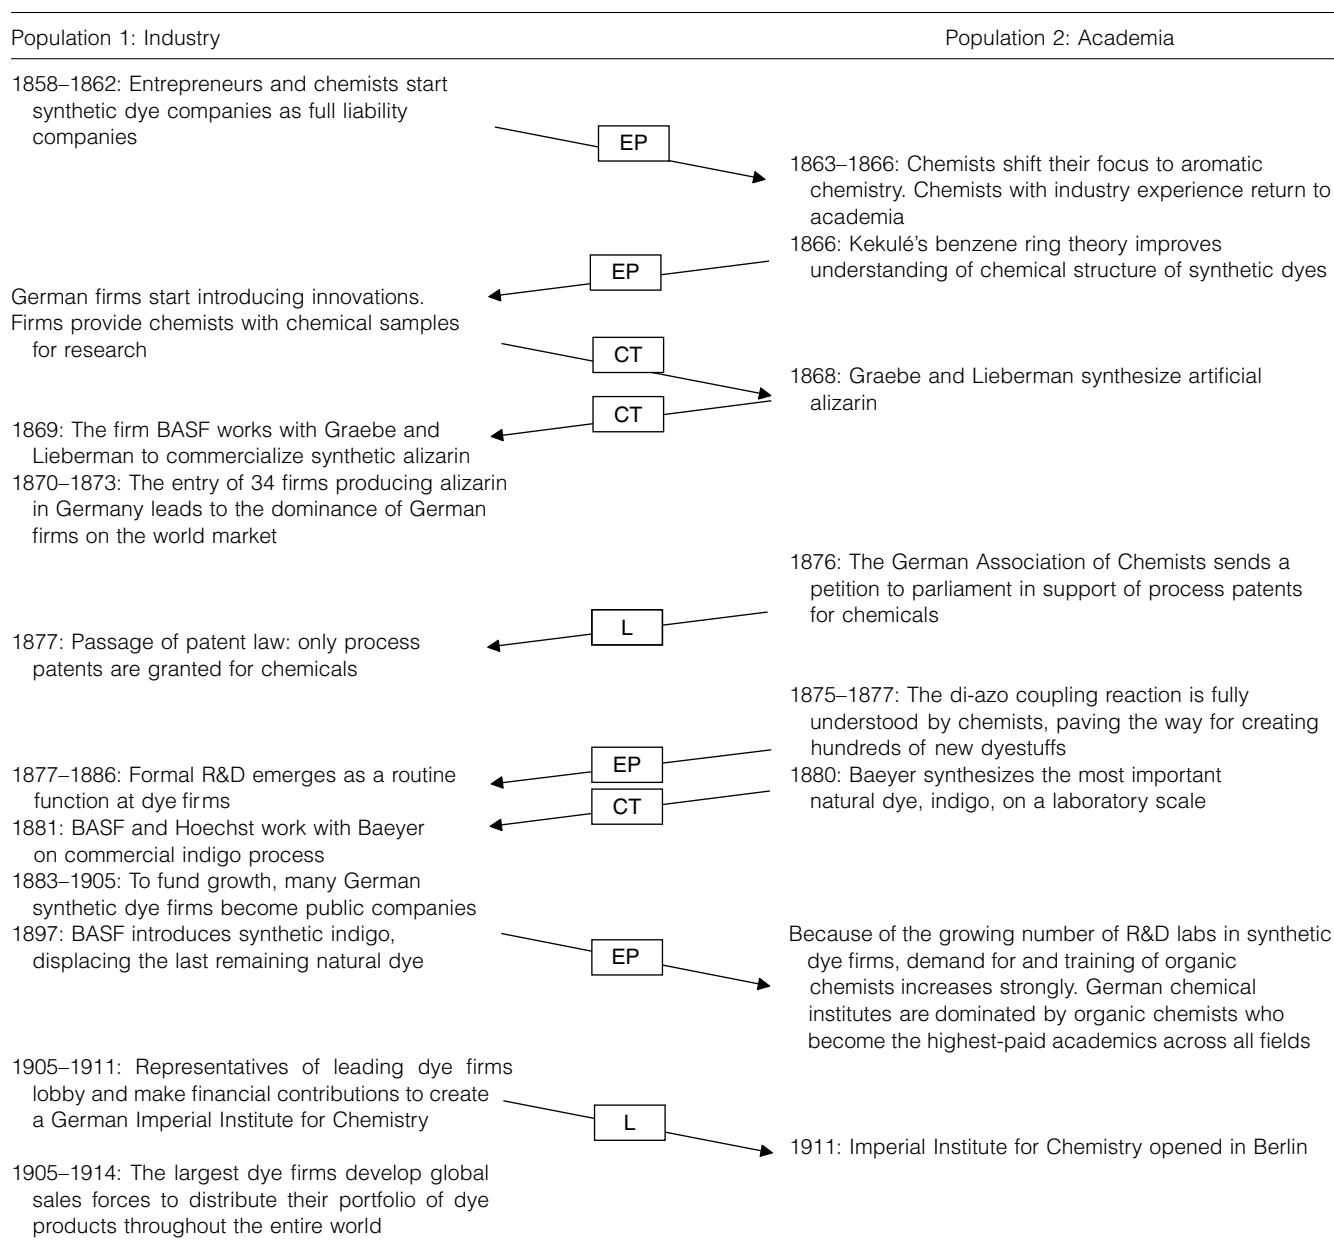 Population 1: Industry
Population 2: Academia
1858–1862: Entrepreneurs and chemists start
synthetic dye companies as full liability
companies
EP
1863–1866: Chemists shift their focus to aromatic
chemistry. Chemists with industry experience return to
academia
1866: Kekulé’s benzene ring theory improves
understanding of chemical structure of synthetic dyes
EP
German firms start introducing innovations.
Firms provide chemists with chemical samples
for research
CT
1868: Graebe and Lieberman synthesize artificial
alizarin
CT
1869: The firm BASF works with Graebe and
Lieberman to commercialize synthetic alizarin
1870–1873: The entry of 34 firms producing alizarin
in Germany leads to the dominance of German
firms on the world market
1876: The German Association of Chemists sends a
petition to parliament in support of process patents
for chemicals
L
1877: Passage of patent law: only process
patents are granted for chemicals
1875–1877: The di-azo coupling reaction is fully
understood by chemists, paving the way for creating
hundreds of new dyestuffs
EP
1877–1886: Formal R&D emerges as a routine
function at dye firms
1880: Baeyer synthesizes the most important
natural dye, indigo, on a laboratory scale
CT
1881: BASF and Hoechst work with Baeyer
on commercial indigo process
1883–1905: To fund growth, many German
synthetic dye firms become public companies
1897: BASF introduces synthetic indigo,
displacing the last remaining natural dye
EP
Because of the growing number of R&D labs in synthetic
dye firms, demand for and training of organic
chemists increases strongly. German chemical
institutes are dominated by organic chemists who
become the highest-paid academics across all fields
1905–1911: Representatives of leading dye firms
lobby and make financial contributions to create
a German Imperial Institute for Chemistry
L
1911: Imperial Institute for Chemistry opened in Berlin
1905–1914: The largest dye firms develop global
sales forces to distribute their portfolio of dye
products throughout the entire world